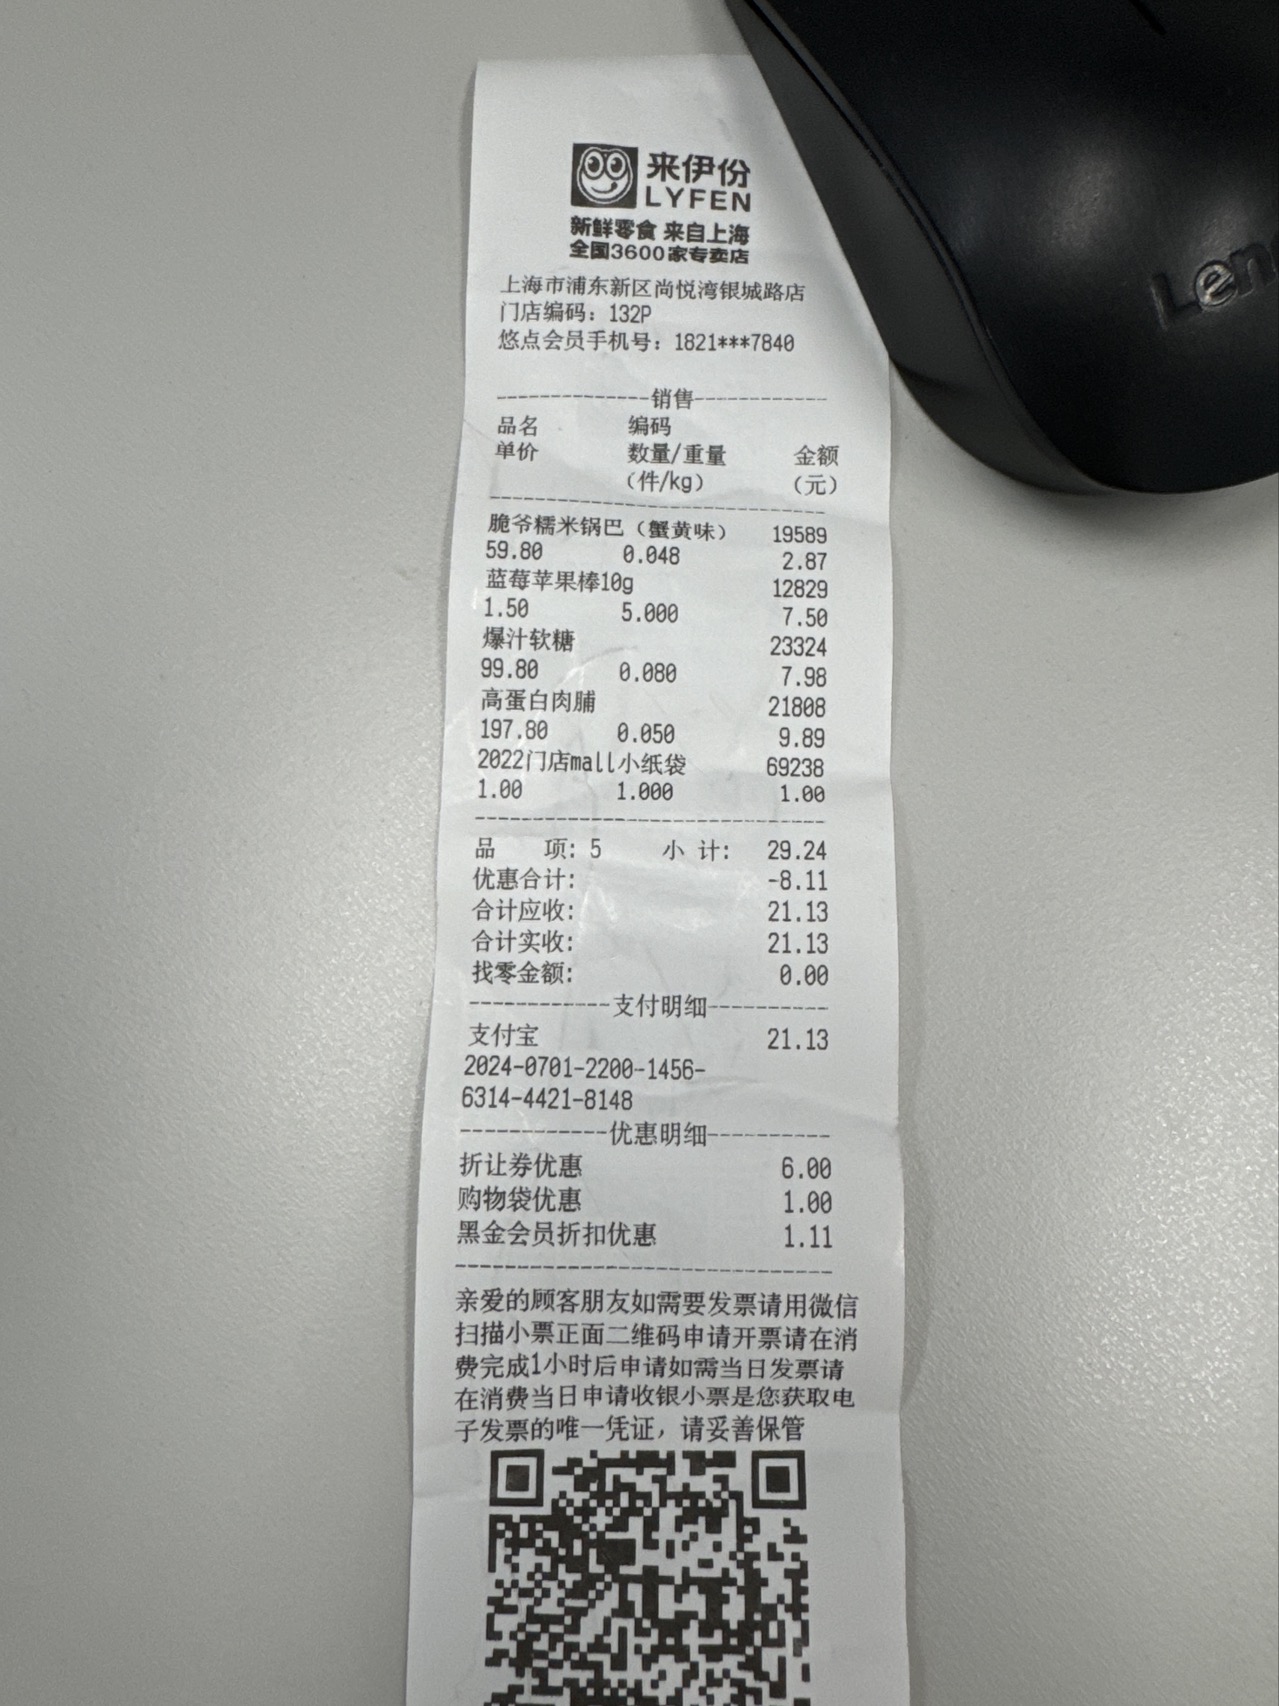 来伊份
LYFEN
新鲜零食 来自上海
全国3600家专卖店
上海市浦东新区尚悦湾银城路店
门店编码：132P
悠点会员手机号：1821***7840
--------------销售------------
品名 编码
单价 数量/重量 金额
（件/kg） （元）
脆爷糯米锅巴（蟹黄味） 19589
59.80 0.048 2.87
蓝莓苹果棒10g 12829
1.50 5.000 7.50
爆汁软糖 23324
99.80 0.080 7.98
高蛋白肉脯 21808
197.80 0.050 9.89
2022门店mall小纸袋 69238
1.00 1.000 1.00
品 项: 5 小 计: 29.24
优惠合计: -8.11
合计应收: 21.13
合计实收: 21.13
找零金额: 0.00
------------支付明细----------
支付宝 21.13
2024-0701-2200-1456-
6314-4421-8148
------------优惠明细----------
折让券优惠 6.00
购物袋优惠 1.00
黑金会员折扣优惠 1.11
亲爱的顾客朋友如需要发票请用微信
扫描小票正面二维码申请开票请在消
费完成1小时后申请如需当日发票请
在消费当日申请收银小票是您获取电
子发票的唯一凭证，请妥善保管